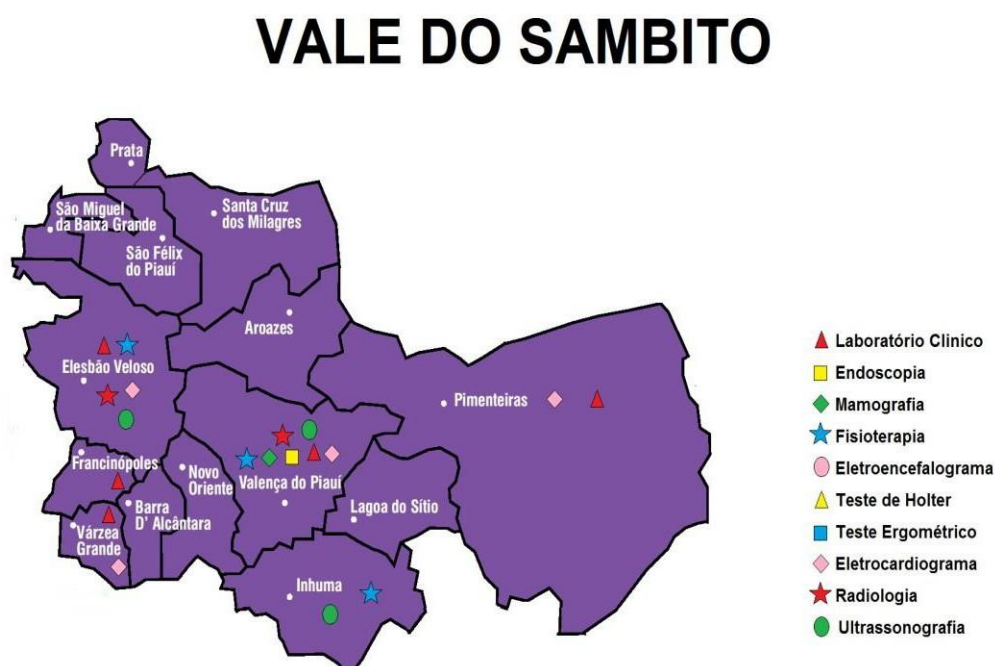 VALE DO SAMBITO
Prata
São Miguel
da Baixa Grande
Santa Cruz
dos Milagres
São Félix
do Piauí
Aroazes
Elesbão Veloso
Pimenteiras
Francinópoles
Novo
Oriente
Valença do Piauí
Barra
D' Alcântara
Lagoa do Sítio
Várzea
Grande
Inhuma
Laboratório Clinico
Endoscopia
Mamografia
Fisioterapia
Eletroencefalograma
Teste de Holter
Teste Ergométrico
Eletrocardiograma
Radiologia
Ultrassonografia